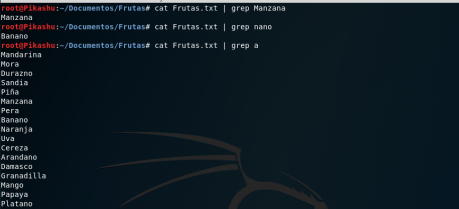 root@Pikashu:~/Documentos/Frutas# cat Frutas.txt | grep Manzana
Manzana
root@Pikashu:~/Documentos/Frutas# cat Frutas.txt | grep nano
Banano
root@Pikashu:~/Documentos/Frutas# cat Frutas.txt | grep a
Mandarina
Mora
Durazno
Sandia
Piña
Manzana
Pera
Banano
Naranja
Uva
Cereza
Arandano
Damasco
Granadilla
Mango
Papaya
Platano